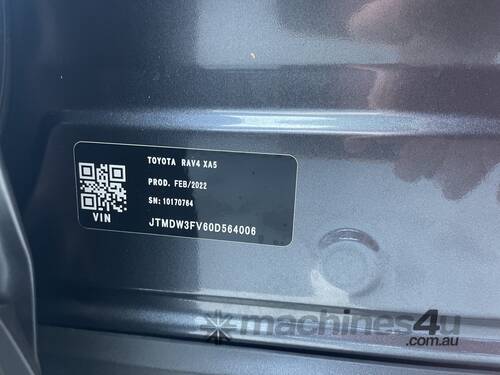 TOYOTA RAV4 XA5
PROD. FEB/2022
SN: 10170764
VIN
JTMDW3FV60D564006
machines4u
.com.au